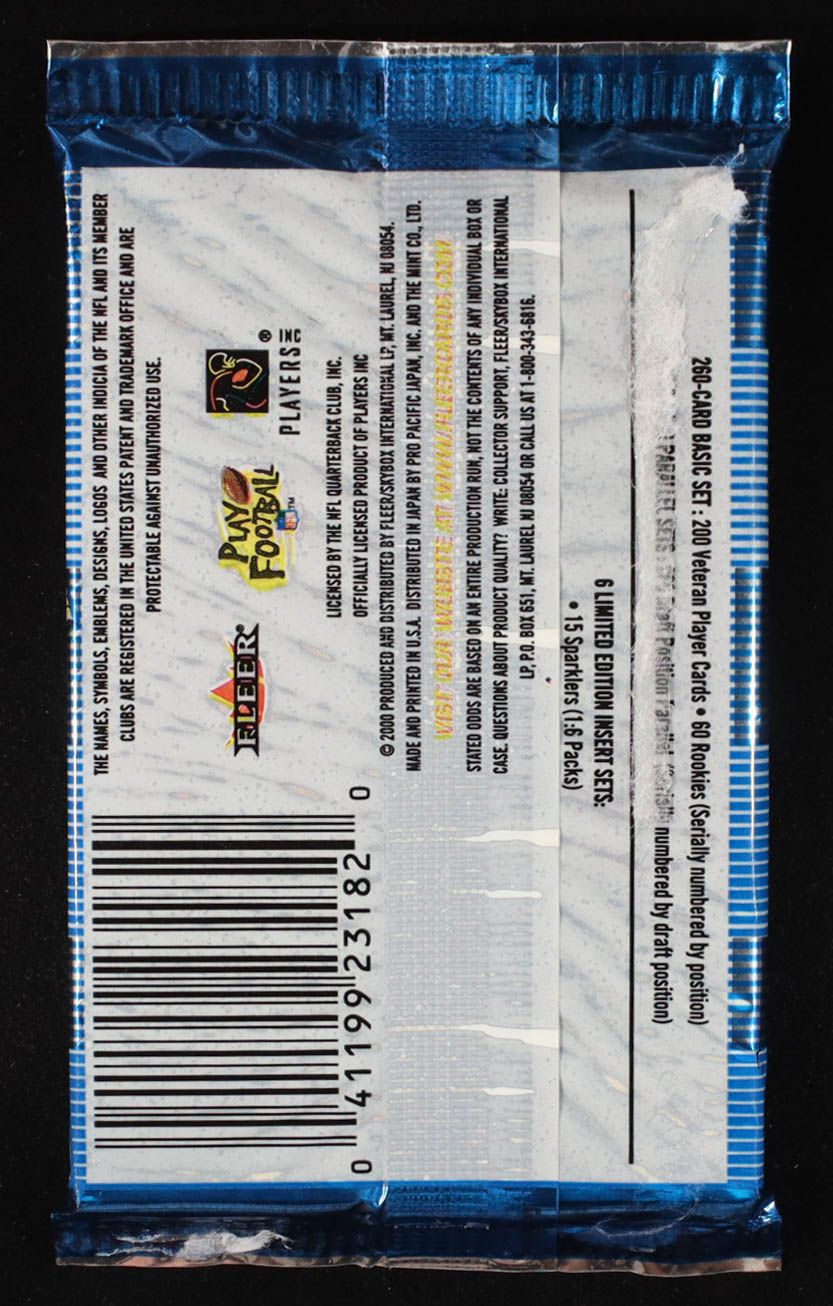 260-CARD BASIC SET : 200 Veteran Player Cards • 60 Rookies (Serially numbered by position)
PARALLEL SETS : Draft Position Parallel (Serially numbered by draft position)
6 LIMITED EDITION INSERT SETS:
• 15 Sparklers (1:6 Packs)
THE NAMES, SYMBOLS, EMBLEMS, DESIGNS, LOGOS AND OTHER INDICIA OF THE NFL AND ITS MEMBER
CLUBS ARE REGISTERED IN THE UNITED STATES PATENT AND TRADEMARK OFFICE AND ARE
PROTECTABLE AGAINST UNAUTHORIZED USE.
FLEER®
PLAY
FOOTBALL™
PLAYERS INC®
LICENSED BY THE NFL QUARTERBACK CLUB, INC.
OFFICIALLY LICENSED PRODUCT OF PLAYERS INC
© 2000 PRODUCED AND DISTRIBUTED BY FLEER/SKYBOX INTERNATIONAL LP, MT. LAUREL, NJ 08054.
MADE AND PRINTED IN U.S.A. DISTRIBUTED IN JAPAN BY PRO PACIFIC JAPAN, INC. AND THE MINT CO., LTD.
VISIT OUR WEBSITE AT WWW.FLEERCARDS.COM
STATED ODDS ARE BASED ON AN ENTIRE PRODUCTION RUN, NOT THE CONTENTS OF ANY INDIVIDUAL BOX OR
CASE. QUESTIONS ABOUT PRODUCT QUALITY? WRITE: COLLECTOR SUPPORT, FLEER/SKYBOX INTERNATIONAL
LP, P.O. BOX 651, MT. LAUREL NJ 08054 OR CALL US AT 1-800-343-6816.
0 41199 23182 0